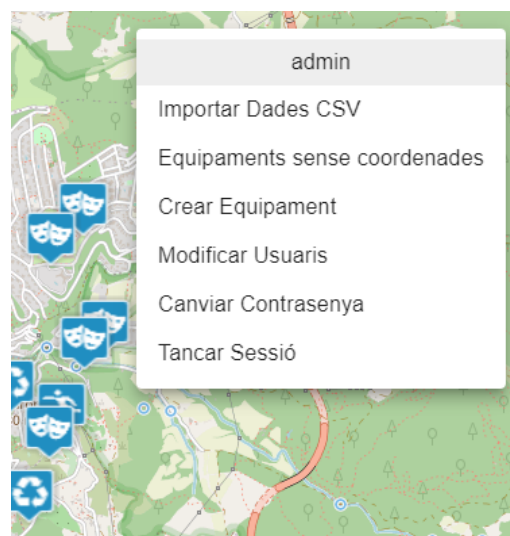 admin
Importar Dades CSV
Equipaments sense coordenades
Crear Equipament
Modificar Usuaris
Canviar Contrasenya
Tancar Sessió